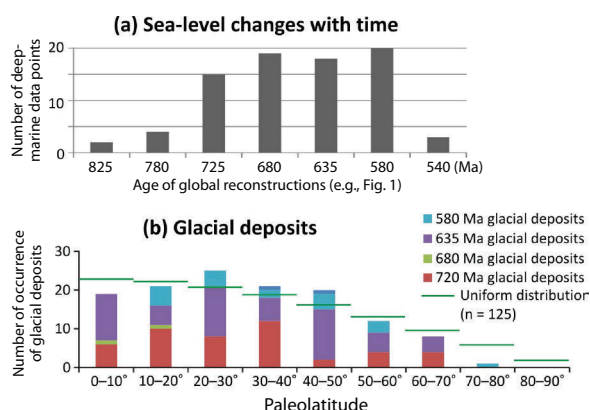 (a) Sea-level changes with time
Number of deep-
marine data points
20
10
0
825 780 725 680 635 580 540 (Ma)
Age of global reconstructions (e.g., Fig. 1)
(b) Glacial deposits
580 Ma glacial deposits
635 Ma glacial deposits
680 Ma glacial deposits
720 Ma glacial deposits
Uniform distribution
(n = 125)
Number of occurrence
of glacial deposits
30
20
10
0
0–10° 10–20° 20–30° 30–40° 40–50° 50–60° 60–70° 70–80° 80–90°
Paleolatitude